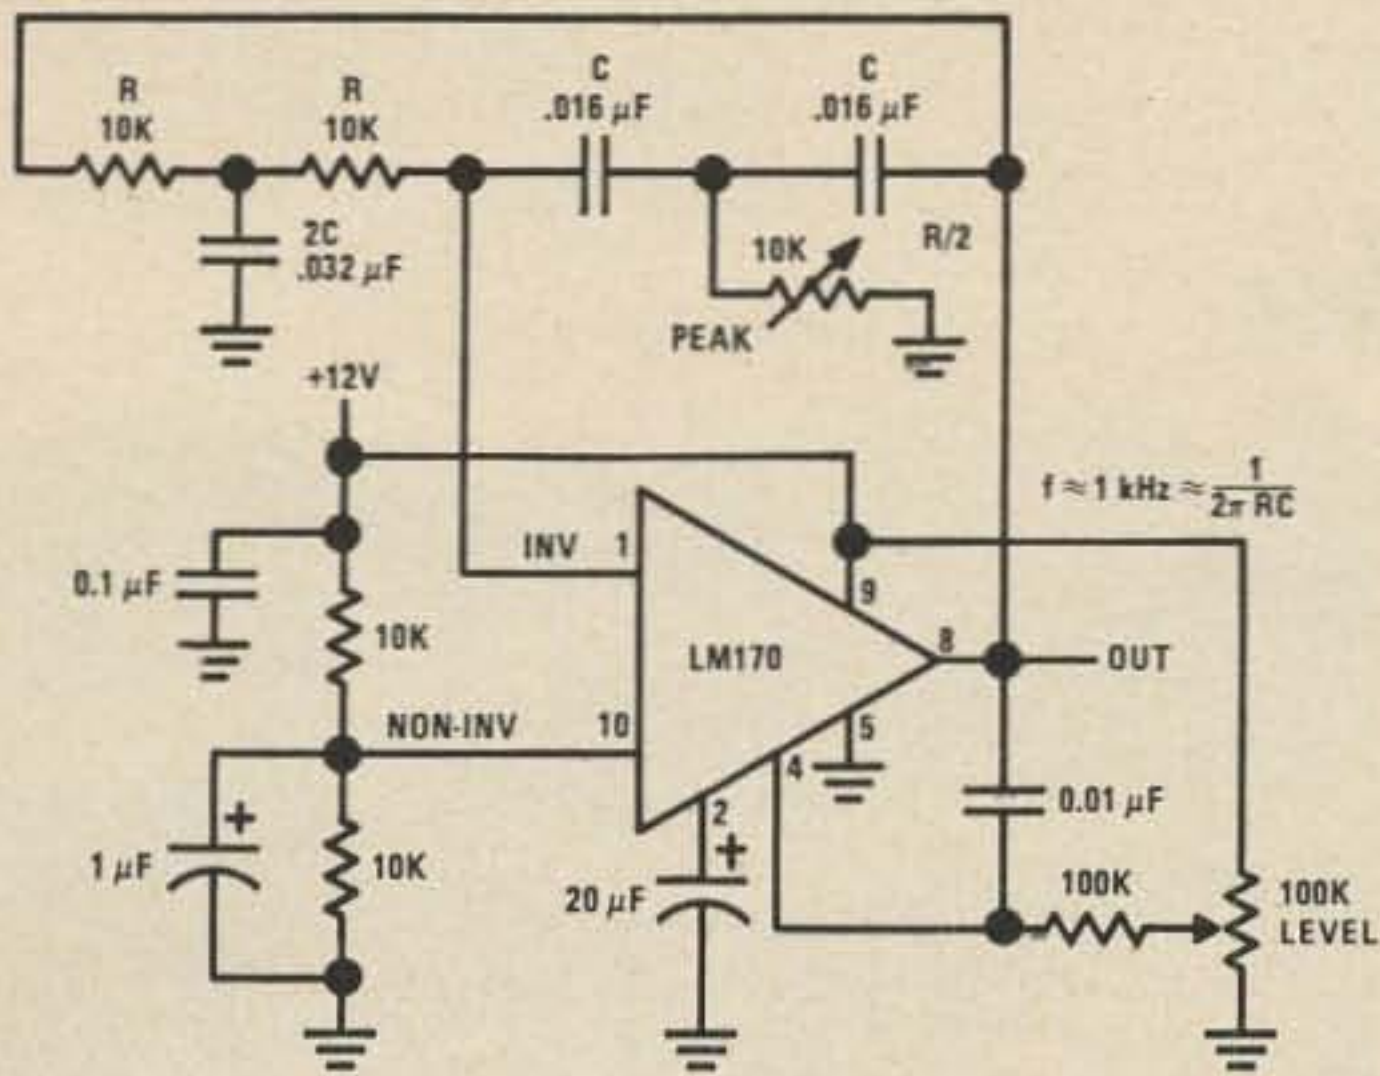 R
10K
R
10K
C
.016 µF
C
.016 µF
2C
.032 µF
10K
R/2
PEAK
+12V
f ≈ 1 kHz ≈ 1
2π RC
INV 1
0.1 µF
9
10K
LM170
8
OUT
NON-INV 10
5
4
0.01 µF
2
+
+
1 µF
10K
20 µF
100K
100K
LEVEL